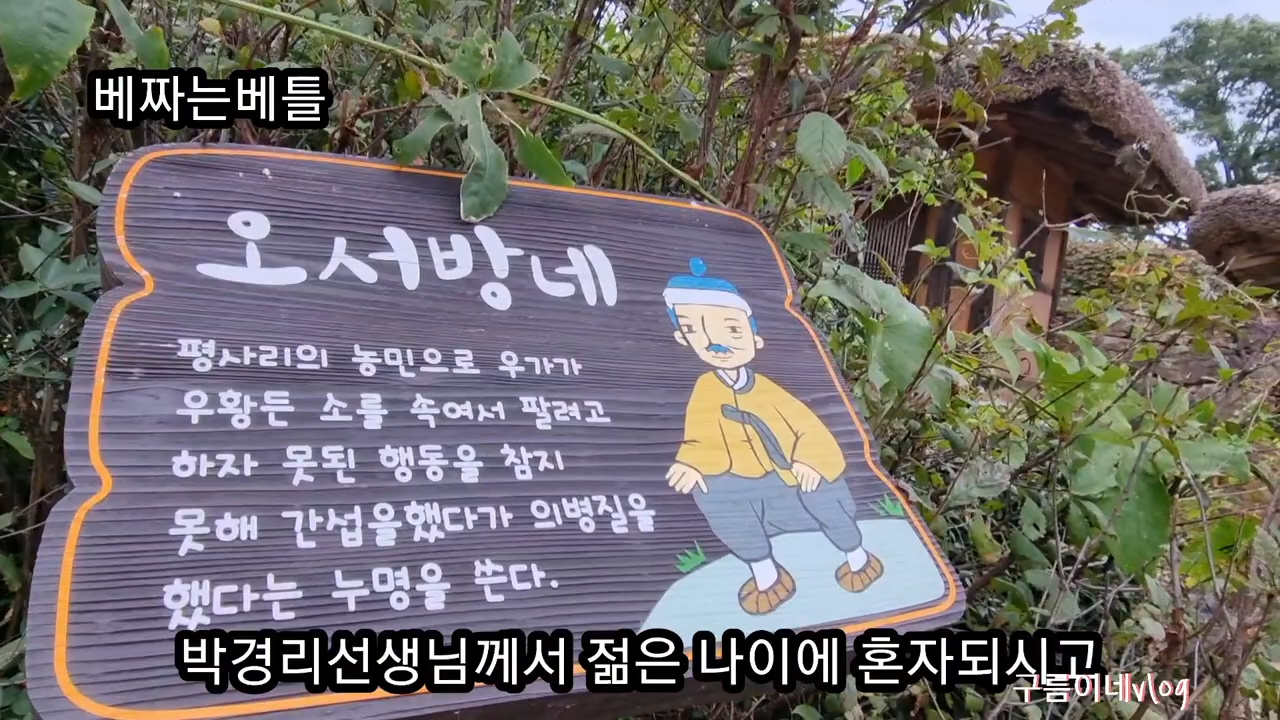 베짜는베틀
오서방네
평사리의 농민으로 우가가
우황든 소를 속여서 팔려고
하자 못된 행동을 참지
못해 간섭을했다가 의병질을
했다는 누명을 쓴다.
박경리선생님께서 젊은 나이에 혼자되시고
구름이네vlog